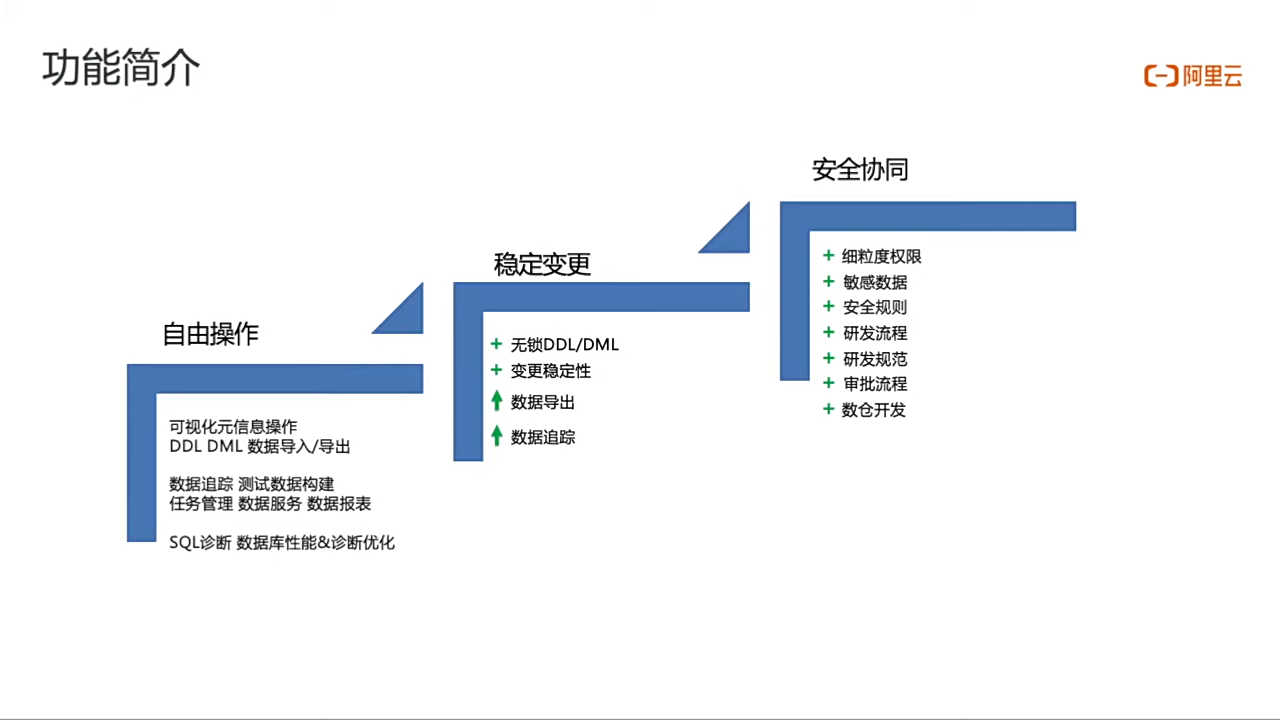 功能简介
阿里云
自由操作
可视化元信息操作
DDL DML 数据导入/导出
数据追踪 测试数据构建
任务管理 数据服务 数据报表
SQL诊断 数据库性能&诊断优化
稳定变更
+ 无锁DDL/DML
+ 变更稳定性
数据导出
数据追踪
安全协同
+ 细粒度权限
+ 敏感数据
+ 安全规则
+ 研发流程
+ 研发规范
+ 审批流程
+ 数仓开发